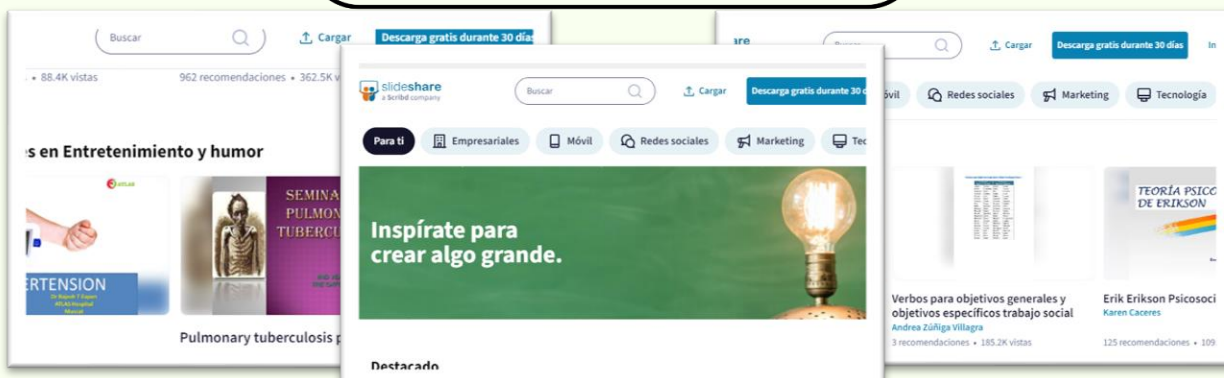 Buscar
Cargar
Descarga gratis durante 30 días
88.4K vistas
962 recomendaciones • 362.5K
en Entretenimiento y humor
ATLAS
HYPERTENSION
SEMINA
PULMON
TUBERCU
Pulmonary tuberculosis
slideshare
a Scribd company
Buscar
Cargar
Descarga gratis durante 30
Para ti
Empresariales
Móvil
Redes sociales
Marketing
Tec
Inspírate para
crear algo grande.
Destacado
are
Cargar
Descarga gratis durante 30 días
In
óvil
Redes sociales
Marketing
Tecnología
TEORÍA PSICO
DE ERIKSON
Verbos para objetivos generales y
objetivos específicos trabajo social
Andrea Zúñiga Villagra
3 recomendaciones • 185.2K vistas
Erik Erikson Psicosoci
Karen Caceres
125 recomendaciones • 109